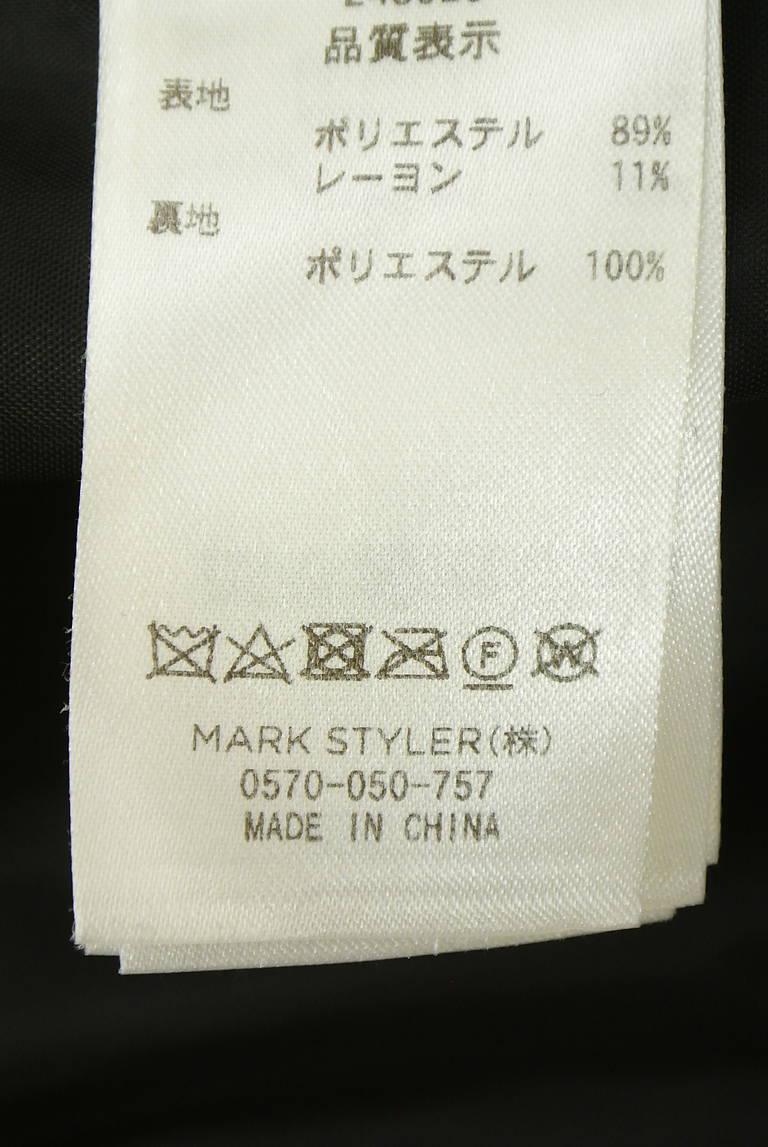 品質表示
表地
ポリエステル 89%
レーヨン 11%
裏地
ポリエステル 100%
F W
MARK STYLER(株)
0570-050-757
MADE IN CHINA